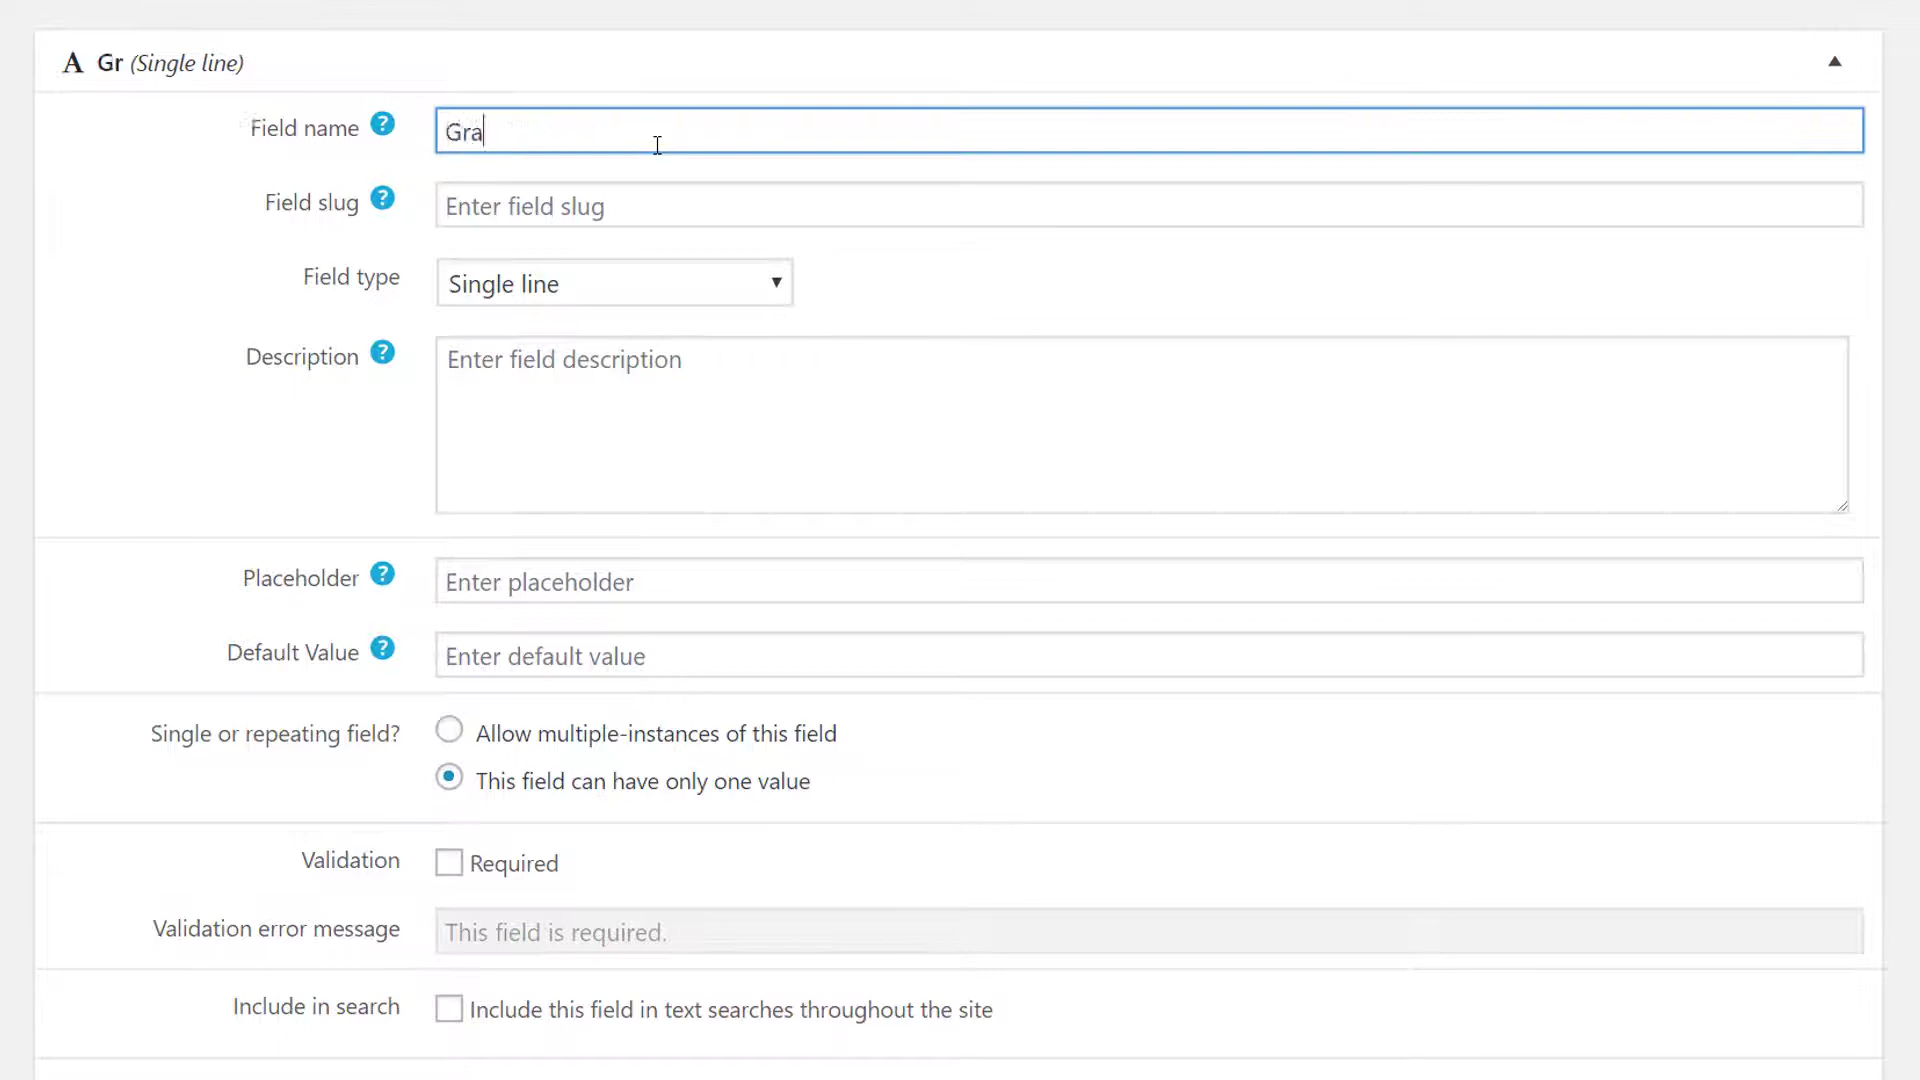 A Gr (Single line) ▲
Field name ? Gra
Field slug ? Enter field slug
Field type Single line ▼
Description ? Enter field description
Placeholder ? Enter placeholder
Default Value ? Enter default value
Single or repeating field? Allow multiple-instances of this field
This field can have only one value
Validation Required
Validation error message This field is required.
Include in search Include this field in text searches throughout the site